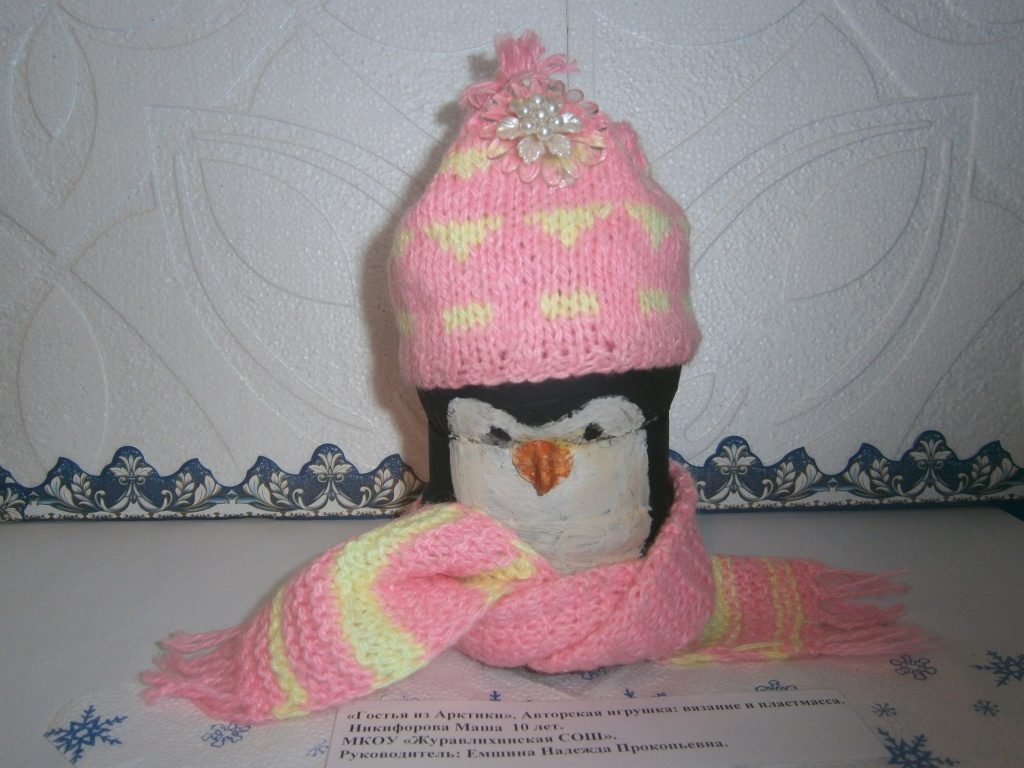 «Гостья из Арктики». Авторская игрушка: вязание и пластмасса.
Никифорова Маша 10 лет.
МКОУ «Журавлихинская СОШ».
Руководитель: Емшина Надежда Прокопьевна.